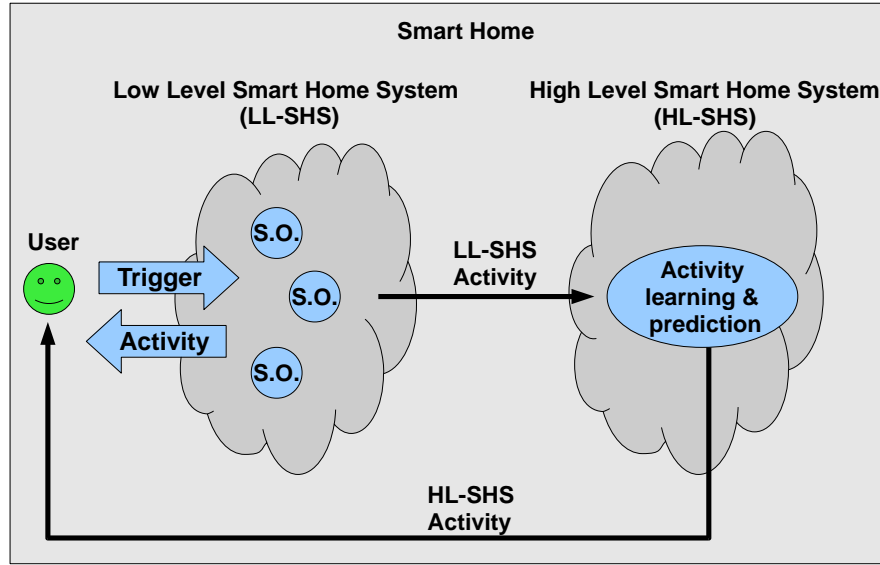 Smart Home
Low Level Smart Home System
(LL-SHS)
High Level Smart Home System
(HL-SHS)
User
Trigger
Activity
S.O.
S.O.
S.O.
LL-SHS
Activity
Activity
learning &
prediction
HL-SHS
Activity